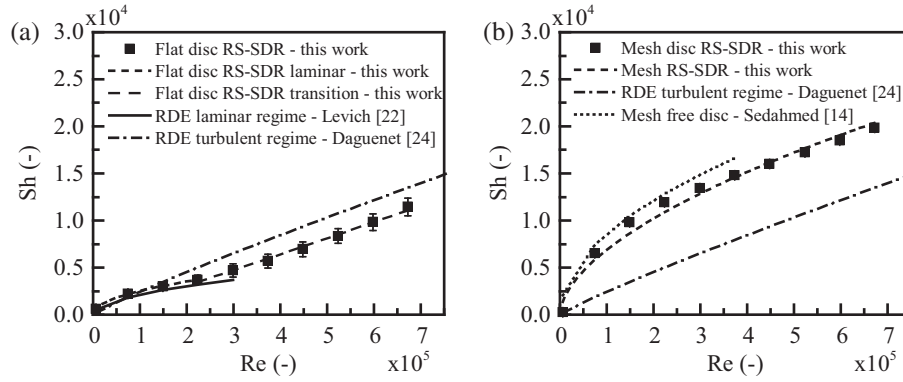 (a)
x10⁴
3.0
2.5
2.0
1.5
1.0
0.5
0.0
Sh (-)
Flat disc RS-SDR - this work
Flat disc RS-SDR laminar - this work
Flat disc RS-SDR transition - this work
RDE laminar regime - Levich [22]
RDE turbulent regime - Daguenet [24]
0 1 2 3 4 5 6 7
Re (-)
x10⁵
(b)
x10⁴
3.0
2.5
2.0
1.5
1.0
0.5
0.0
Sh (-)
Mesh disc RS-SDR - this work
Mesh RS-SDR - this work
RDE turbulent regime - Daguenet [24]
Mesh free disc - Sedahmed [14]
0 1 2 3 4 5 6 7
Re (-)
x10⁵